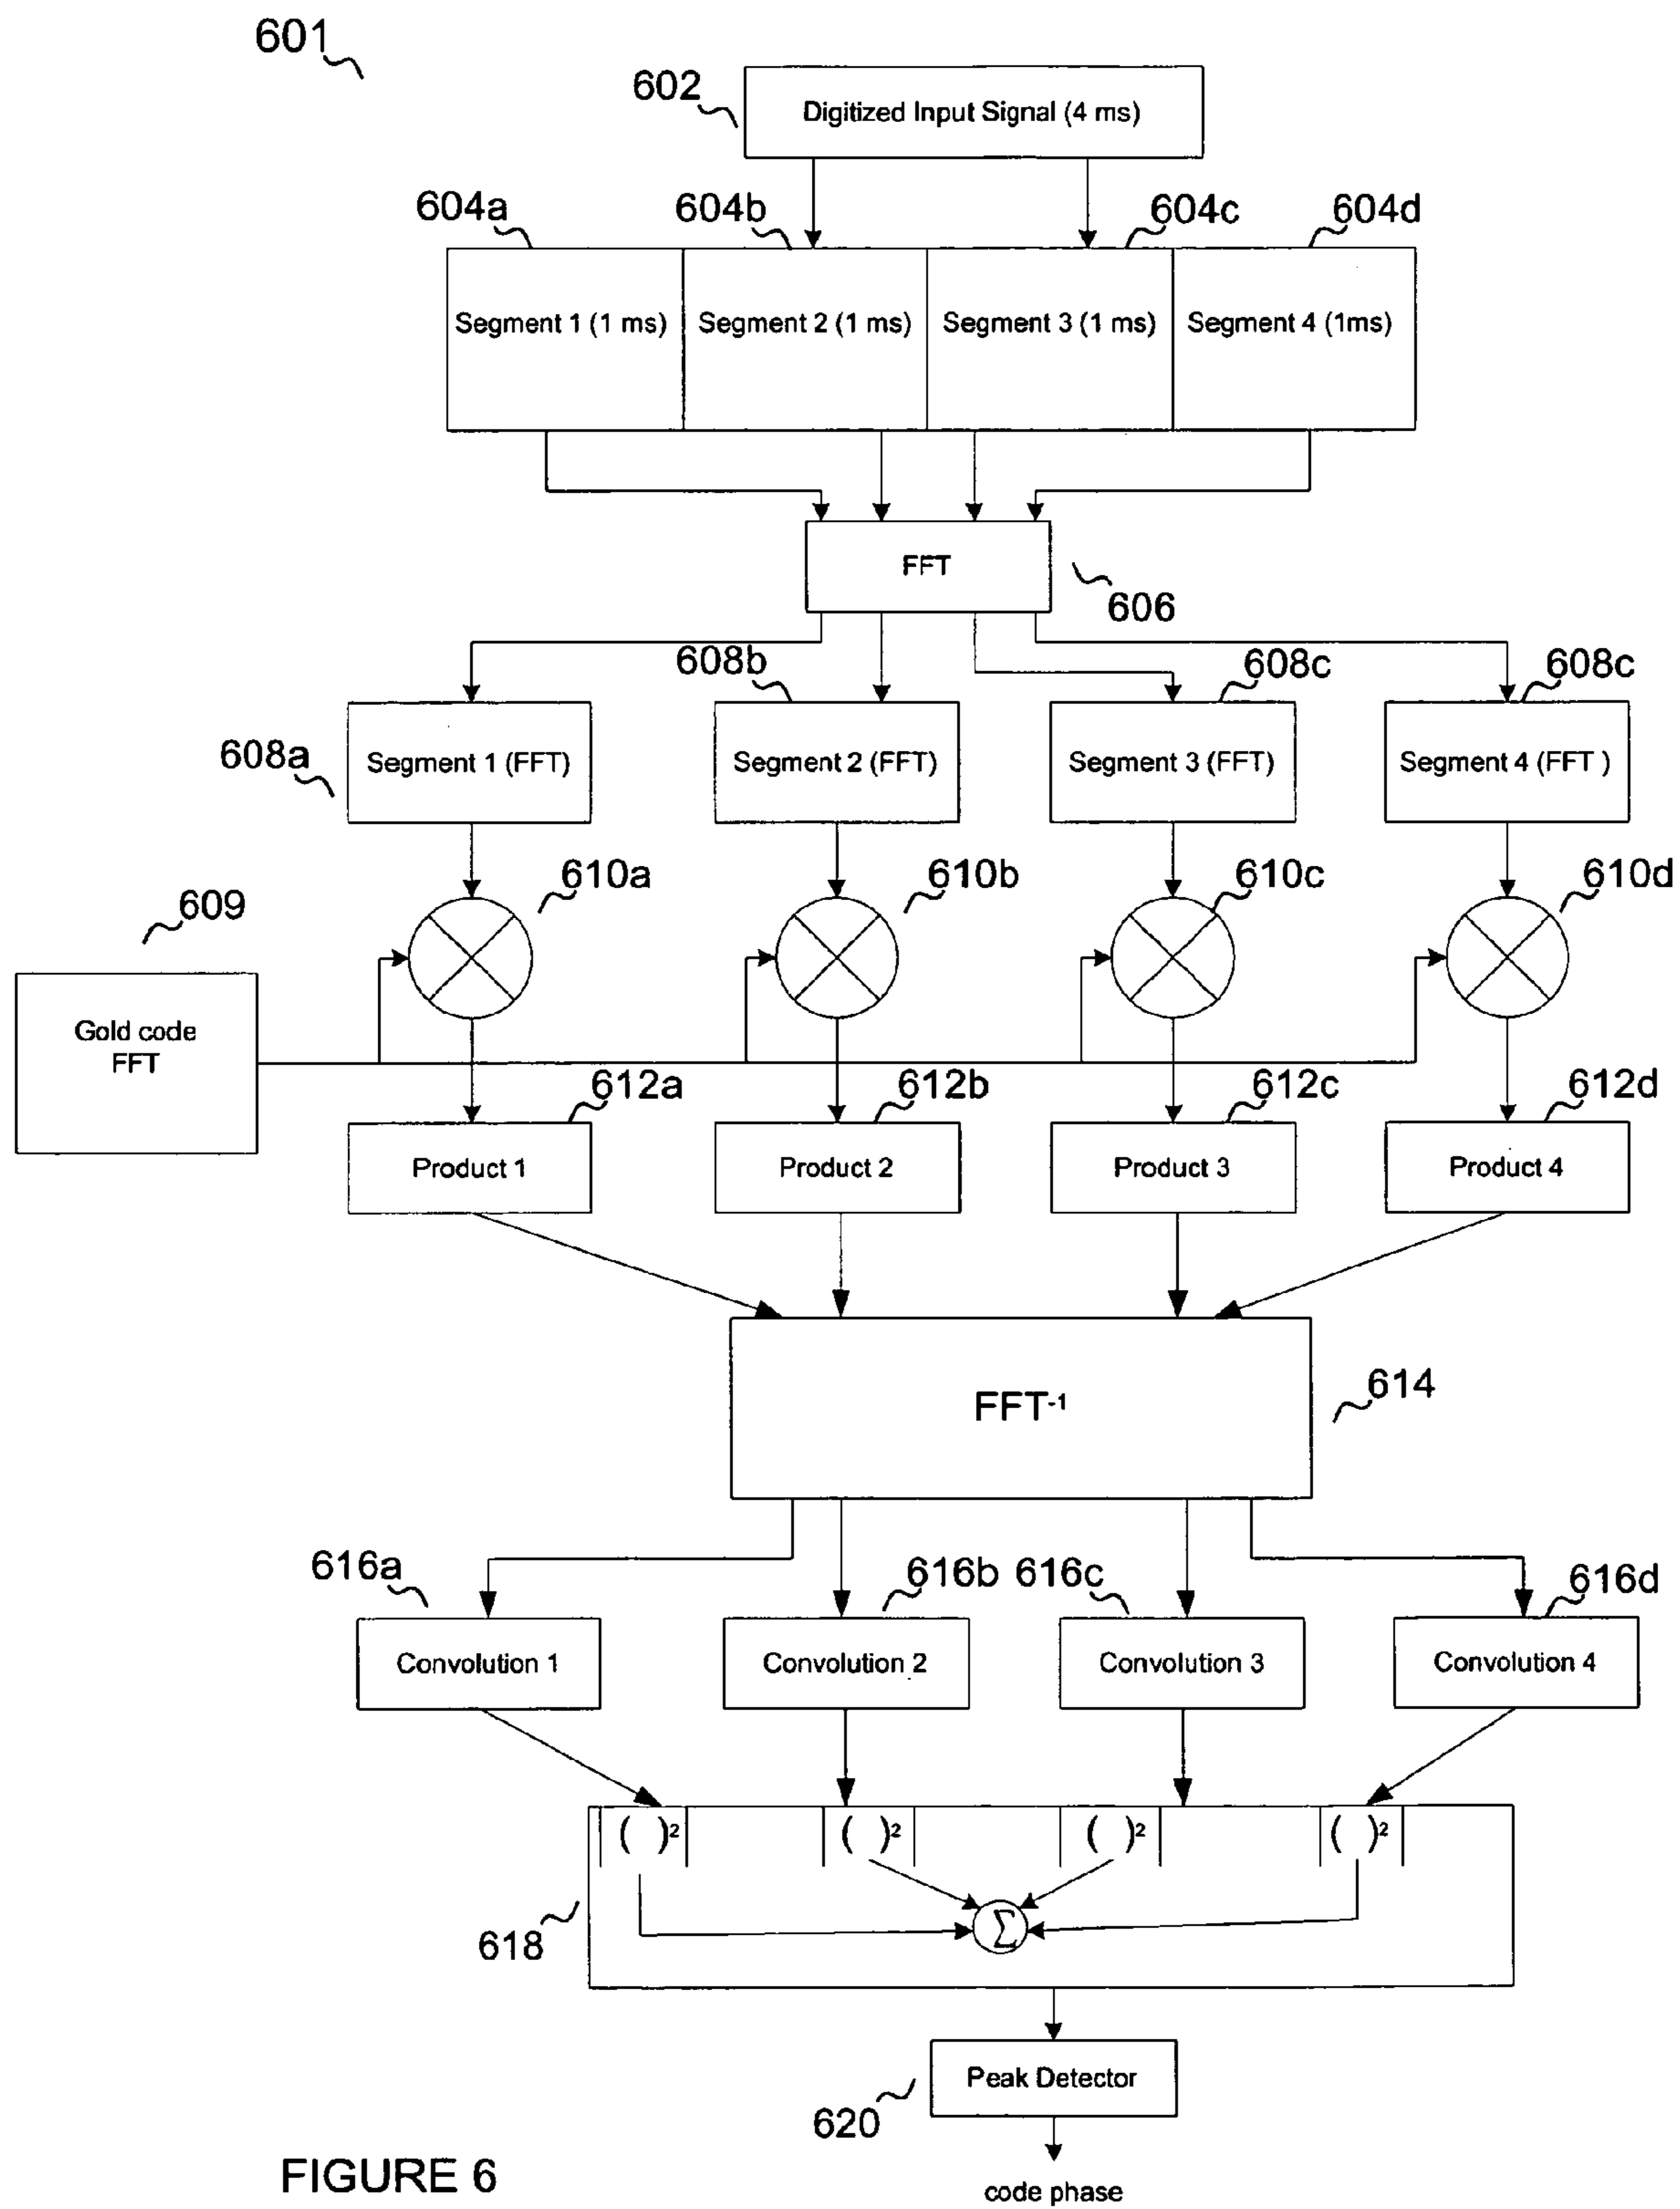 601
602
Digitized Input Signal (4 ms)
604a
604b
604c
604d
Segment 1 (1 ms)
Segment 2 (1 ms)
Segment 3 (1 ms)
Segment 4 (1ms)
FFT
606
608a
608b
608c
608c
Segment 1 (FFT)
Segment 2 (FFT)
Segment 3 (FFT)
Segment 4 (FFT )
609
610a
610b
610c
610d
Gold code
FFT
612a
612b
612c
612d
Product 1
Product 2
Product 3
Product 4
FFT-1
614
616a
616b
616c
616d
Convolution 1
Convolution 2
Convolution 3
Convolution 4
( )²
( )²
( )²
( )²
Σ
618
Peak Detector
620
code phase
FIGURE 6